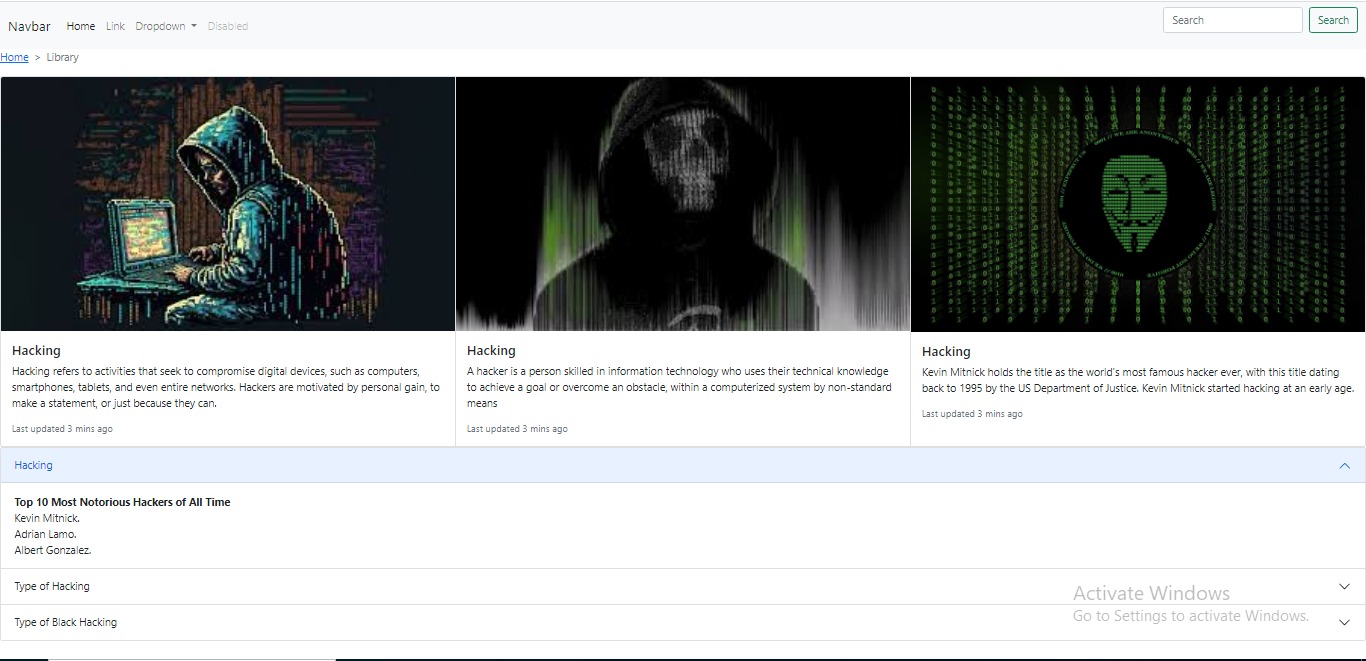 Navbar Home Link Dropdown Disabled Search Search
Home > Library
Hacking
Hacking refers to activities that seek to compromise digital devices, such as computers,
smartphones, tablets, and even entire networks. Hackers are motivated by personal gain, to
make a statement, or just because they can.
Last updated 3 mins ago
Hacking
A hacker is a person skilled in information technology who uses their technical knowledge
to achieve a goal or overcome an obstacle, within a computerized system by non-standard
means
Last updated 3 mins ago
Hacking
Kevin Mitnick holds the title as the world's most famous hacker ever, with this title dating
back to 1995 by the US Department of Justice. Kevin Mitnick started hacking at an early age.
Last updated 3 mins ago
Hacking
Top 10 Most Notorious Hackers of All Time
Kevin Mitnick.
Adrian Lamo.
Albert Gonzalez.
Type of Hacking
Type of Black Hacking
Activate Windows
Go to Settings to activate Windows.